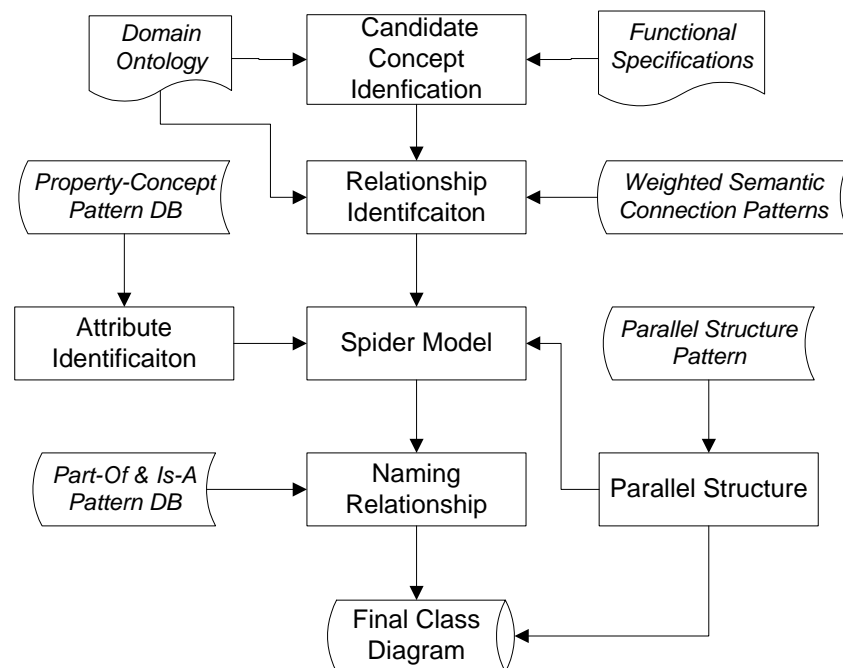 Domain
Ontology
Candidate
Concept
Idenfication
Functional
Specifications
Property-Concept
Pattern DB
Relationship
Identifcaiton
Weighted Semantic
Connection Patterns
Attribute
Identificaiton
Spider Model
Parallel Structure
Pattern
Part-Of & Is-A
Pattern DB
Naming
Relationship
Parallel Structure
Final Class
Diagram